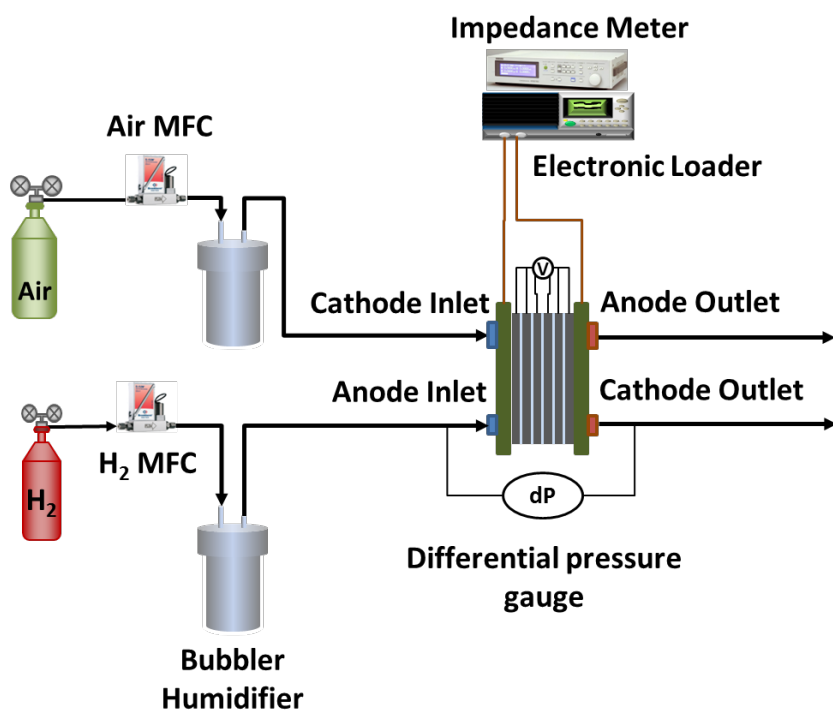 Impedance Meter
Air MFC
Electronic Loader
Air
V
Cathode Inlet
Anode Outlet
Anode Inlet
Cathode Outlet
H₂ MFC
H₂
dP
Differential pressure
gauge
Bubbler
Humidifier